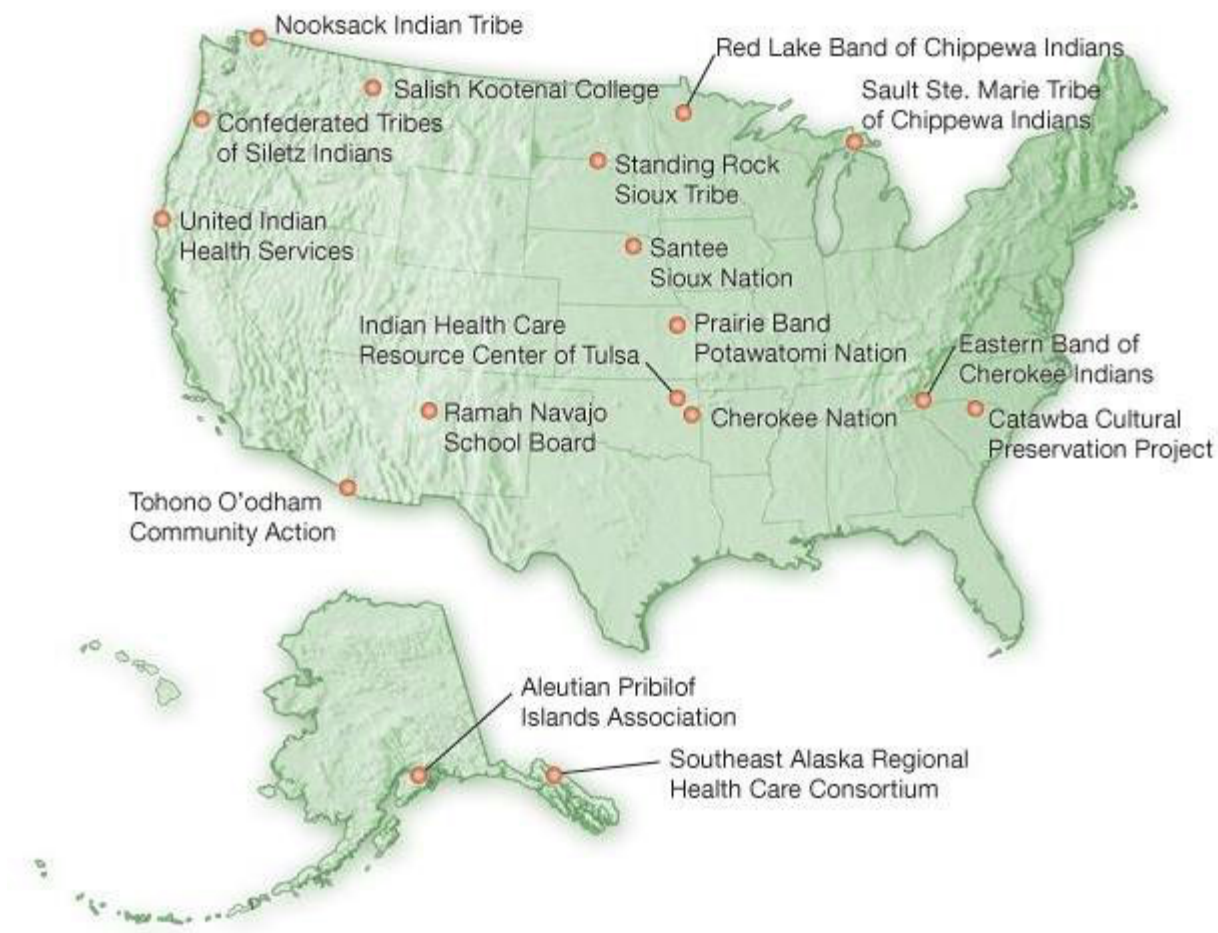 Nooksack Indian Tribe
Red Lake Band of Chippewa Indians
Salish Kootenai College
Sault Ste. Marie Tribe
of Chippewa Indians
Confederated Tribes
of Siletz Indians
Standing Rock
Sioux Tribe
United Indian
Health Services
Santee
Sioux Nation
Indian Health Care
Resource Center of Tulsa
Prairie Band
Potawatomi Nation
Eastern Band of
Cherokee Indians
Ramah Navajo
School Board
Cherokee Nation
Catawba Cultural
Preservation Project
Tohono O'odham
Community Action
Aleutian Pribilof
Islands Association
Southeast Alaska Regional
Health Care Consortium